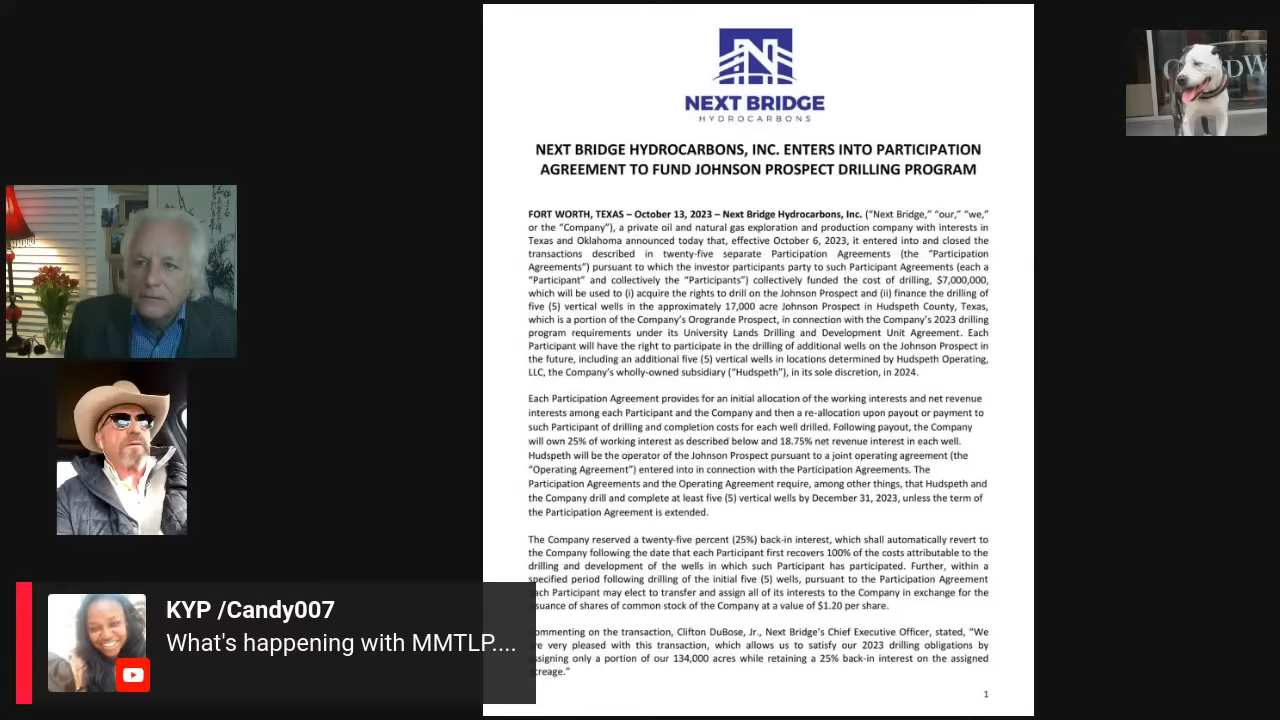 NEXT BRIDGE
HYDROCARBONS
NEXT BRIDGE HYDROCARBONS, INC. ENTERS INTO PARTICIPATION
AGREEMENT TO FUND JOHNSON PROSPECT DRILLING PROGRAM
FORT WORTH, TEXAS – October 13, 2023 – Next Bridge Hydrocarbons, Inc. (“Next Bridge,” “our,” “we,”
or the “Company”), a private oil and natural gas exploration and production company with interests in
Texas and Oklahoma announced today that, effective October 6, 2023, it entered into and closed the
transactions described in twenty-five separate Participation Agreements (the “Participation
Agreements”) pursuant to which the investor participants party to such Participant Agreements (each a
“Participant” and collectively the “Participants”) collectively funded the cost of drilling, $7,000,000,
which will be used to (i) acquire the rights to drill on the Johnson Prospect and (ii) finance the drilling of
five (5) vertical wells in the approximately 17,000 acre Johnson Prospect in Hudspeth County, Texas,
which is a portion of the Company’s Orogrande Prospect, in connection with the Company’s 2023 drilling
program requirements under its University Lands Drilling and Development Unit Agreement. Each
Participant will have the right to participate in the drilling of additional wells on the Johnson Prospect in
the future, including an additional five (5) vertical wells in locations determined by Hudspeth Operating,
LLC, the Company’s wholly-owned subsidiary (“Hudspeth”), in its sole discretion, in 2024.
Each Participation Agreement provides for an initial allocation of the working interests and net revenue
interests among each Participant and the Company and then a re-allocation upon payout or payment to
such Participant of drilling and completion costs for each well drilled. Following payout, the Company
will own 25% of working interest as described below and 18.75% net revenue interest in each well.
Hudspeth will be the operator of the Johnson Prospect pursuant to a joint operating agreement (the
“Operating Agreement”) entered into in connection with the Participation Agreements. The
Participation Agreements and the Operating Agreement require, among other things, that Hudspeth and
the Company drill and complete at least five (5) vertical wells by December 31, 2023, unless the term of
the Participation Agreement is extended.
The Company reserved a twenty-five percent (25%) back-in interest, which shall automatically revert to
the Company following the date that each Participant first recovers 100% of the costs attributable to the
drilling and development of the wells in which such Participant has participated. Further, within a
specified period following drilling of the initial five (5) wells, pursuant to the Participation Agreement
each Participant may elect to transfer and assign all of its interests to the Company in exchange for the
issuance of shares of common stock of the Company at a value of $1.20 per share.
Commenting on the transaction, Clifton DuBose, Jr., Next Bridge’s Chief Executive Officer, stated, “We
are very pleased with this transaction, which allows us to satisfy our 2023 drilling obligations by
assigning only a portion of our 134,000 acres while retaining a 25% back-in interest on the assigned
acreage.”
1
KYP /Candy007
What's happening with MMTLP....